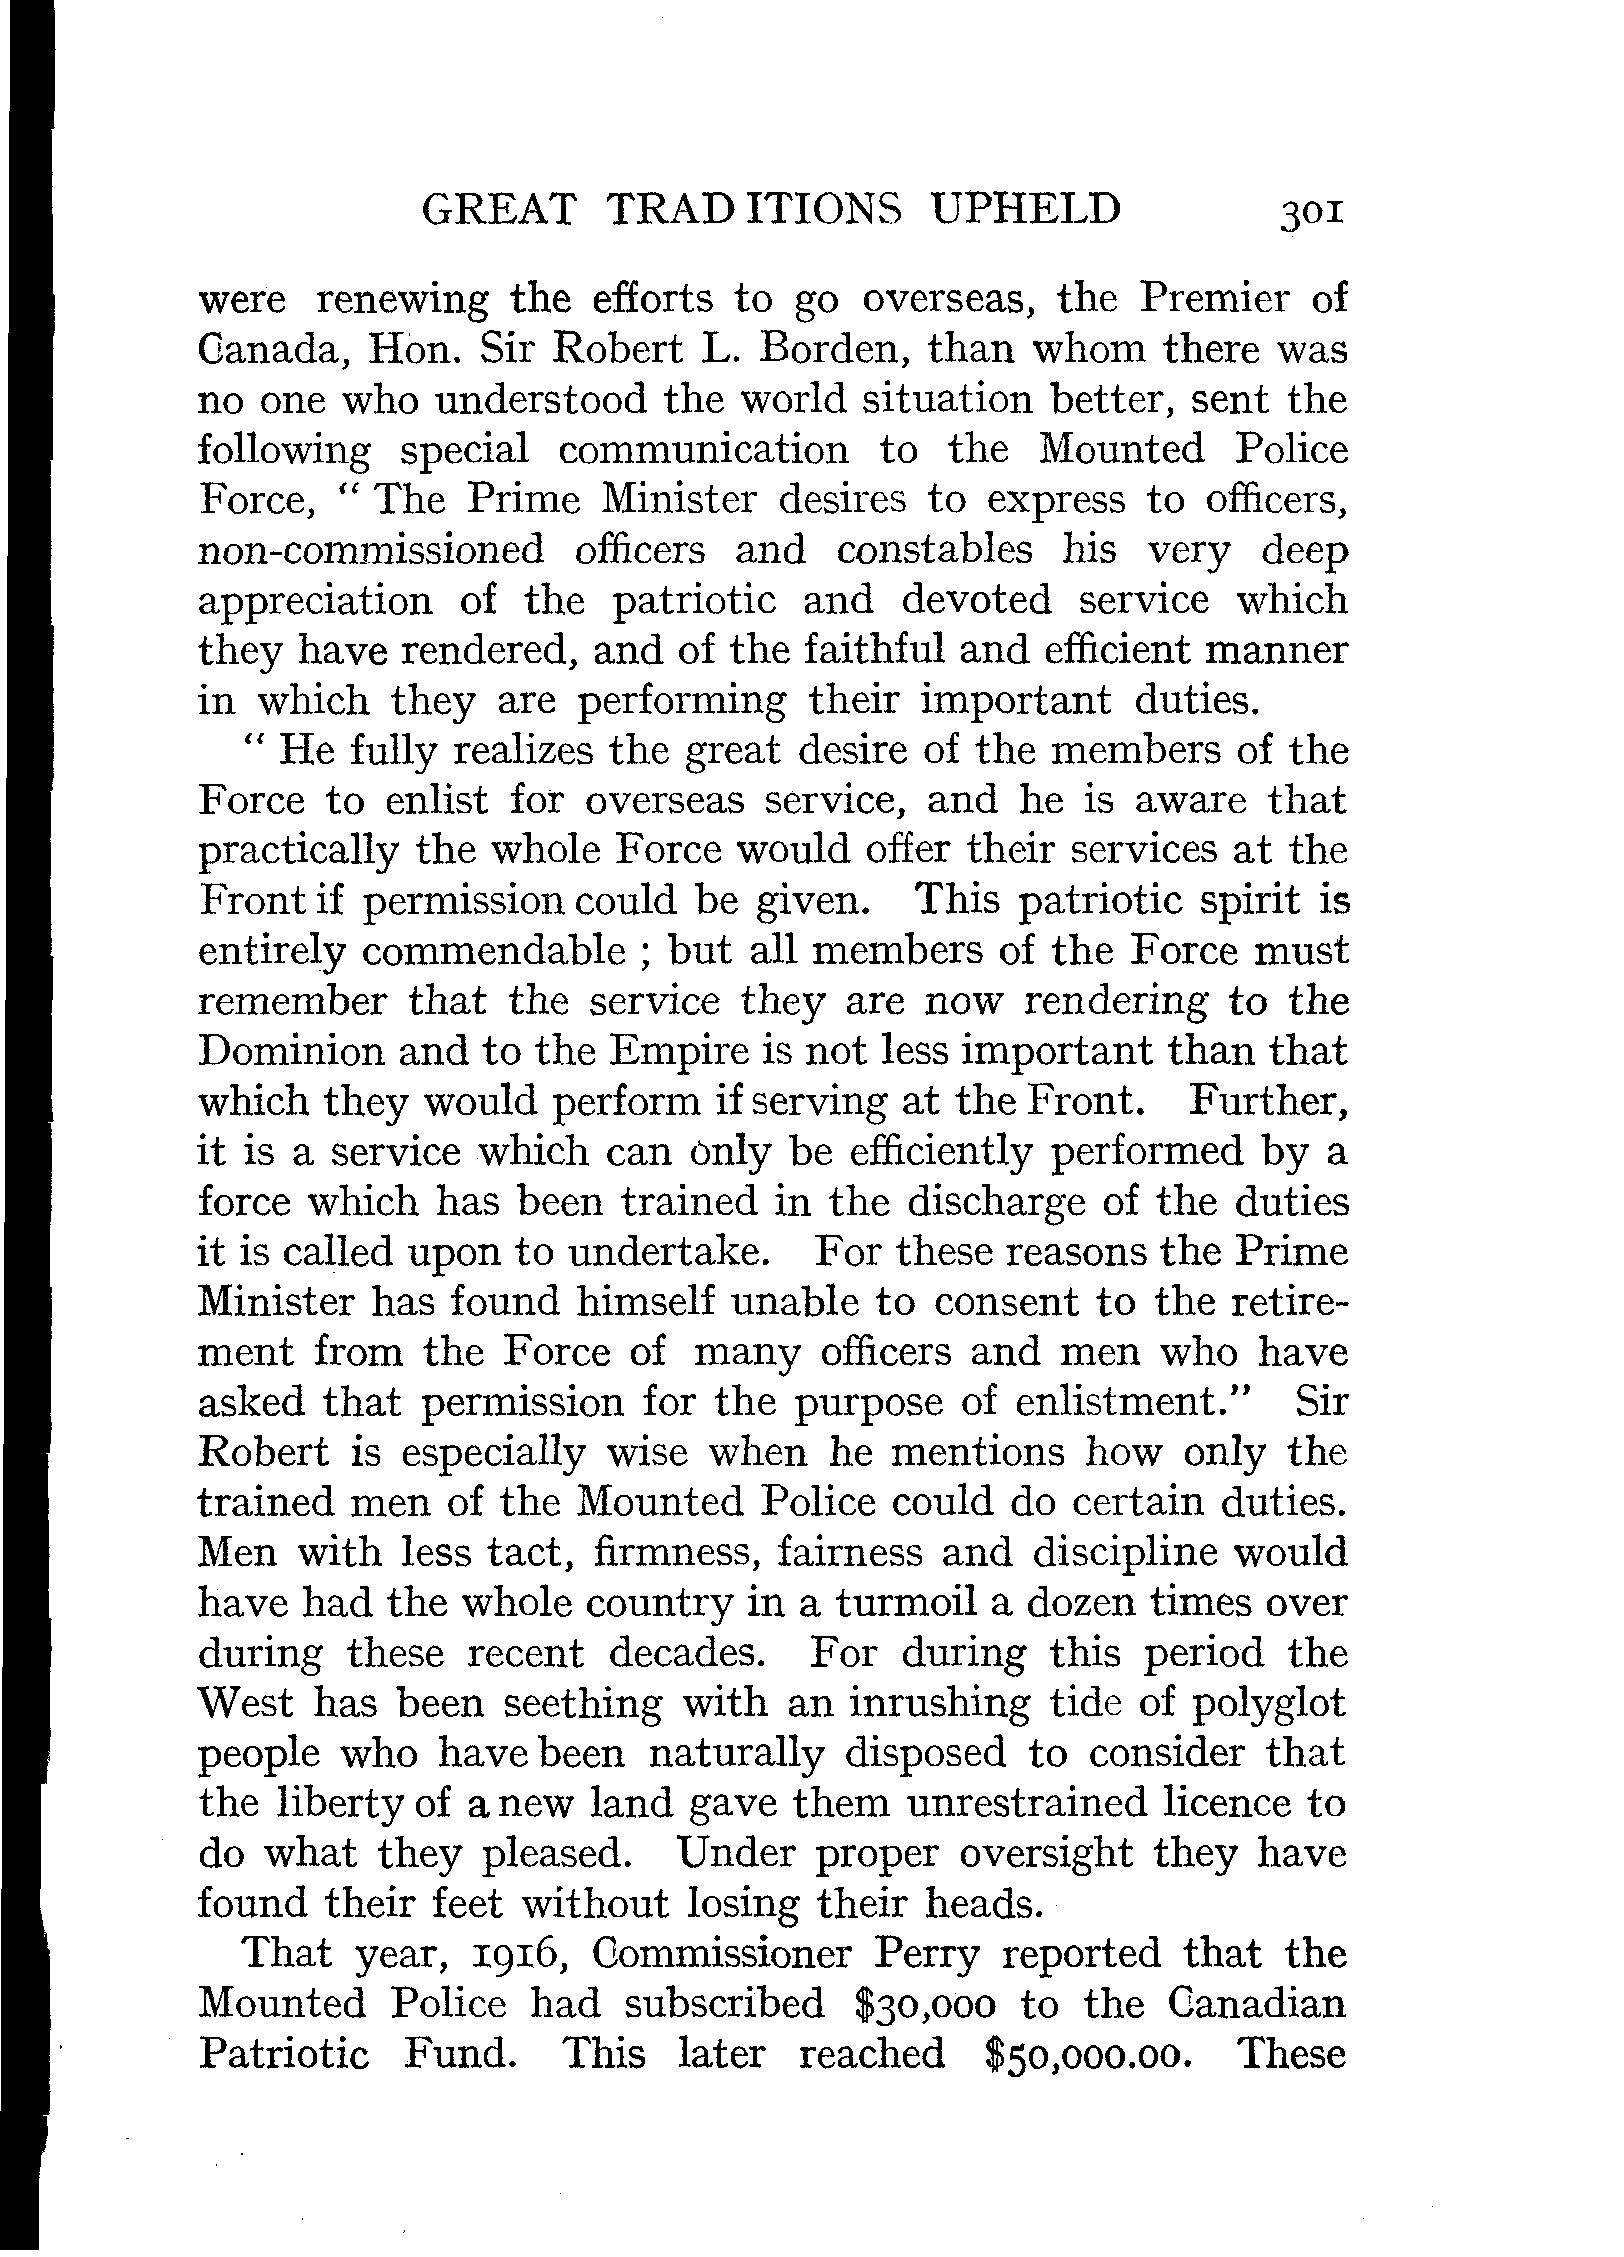 GREAT TRADITIONS UPHELD 301
were renewing the efforts to go overseas, the Premier of
Canada, Hon. Sir Robert L. Borden, than whom there was
no one who understood the world situation better, sent the
following special communication to the Mounted Police
Force, “ The Prime Minister desires to express to officers,
non-commissioned officers and constables his very deep
appreciation of the patriotic and devoted service which
they have rendered, and of the faithful and efficient manner
in which they are performing their important duties.
“ He fully realizes the great desire of the members of the
Force to enlist for overseas service, and he is aware that
practically the whole Force would offer their services at the
Front if permission could be given. This patriotic spirit is
entirely commendable ; but all members of the Force must
remember that the service they are now rendering to the
Dominion and to the Empire is not less important than that
which they would perform if serving at the Front. Further,
it is a service which can only be efficiently performed by a
force which has been trained in the discharge of the duties
it is called upon to undertake. For these reasons the Prime
Minister has found himself unable to consent to the retire-
ment from the Force of many officers and men who have
asked that permission for the purpose of enlistment.” Sir
Robert is especially wise when he mentions how only the
trained men of the Mounted Police could do certain duties.
Men with less tact, firmness, fairness and discipline would
have had the whole country in a turmoil a dozen times over
during these recent decades. For during this period the
West has been seething with an inrushing tide of polyglot
people who have been naturally disposed to consider that
the liberty of a new land gave them unrestrained licence to
do what they pleased. Under proper oversight they have
found their feet without losing their heads.
That year, 1916, Commissioner Perry reported that the
Mounted Police had subscribed $30,000 to the Canadian
Patriotic Fund. This later reached $50,000.00. These